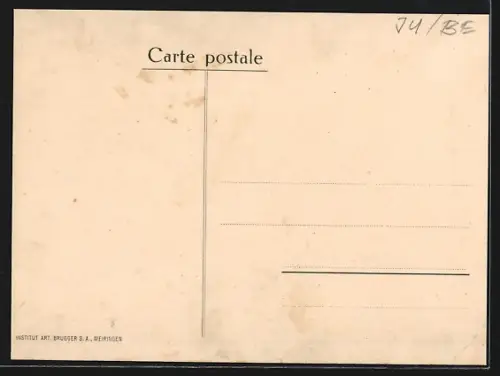 JU/BE
Carte postale
INSTITUT ART. BRUGGER S. A., MEIRINGEN